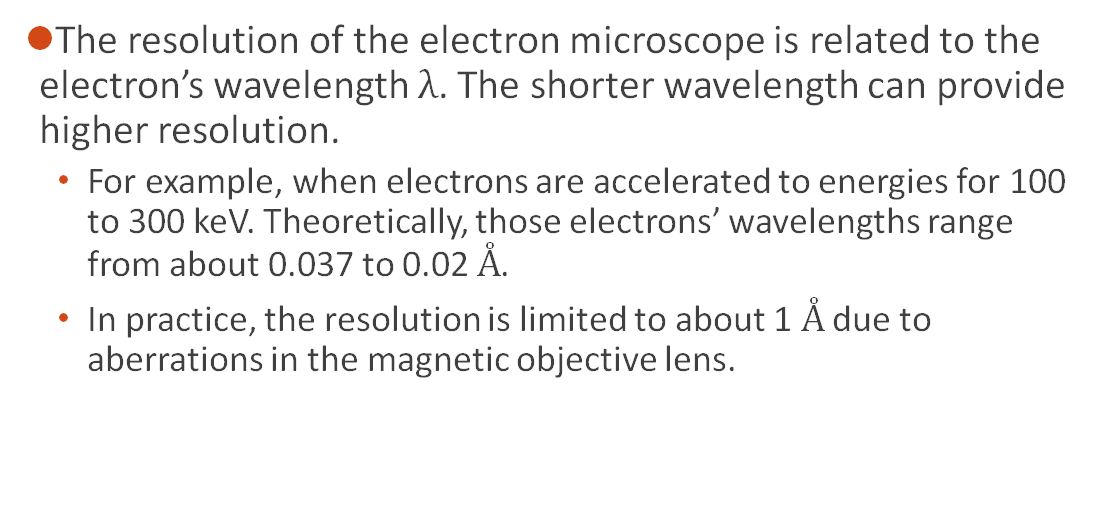 ●The resolution of the electron microscope is related to the
electron’s wavelength λ. The shorter wavelength can provide
higher resolution.
• For example, when electrons are accelerated to energies for 100
to 300 keV. Theoretically, those electrons’ wavelengths range
from about 0.037 to 0.02 Å.
• In practice, the resolution is limited to about 1 Å due to
aberrations in the magnetic objective lens.